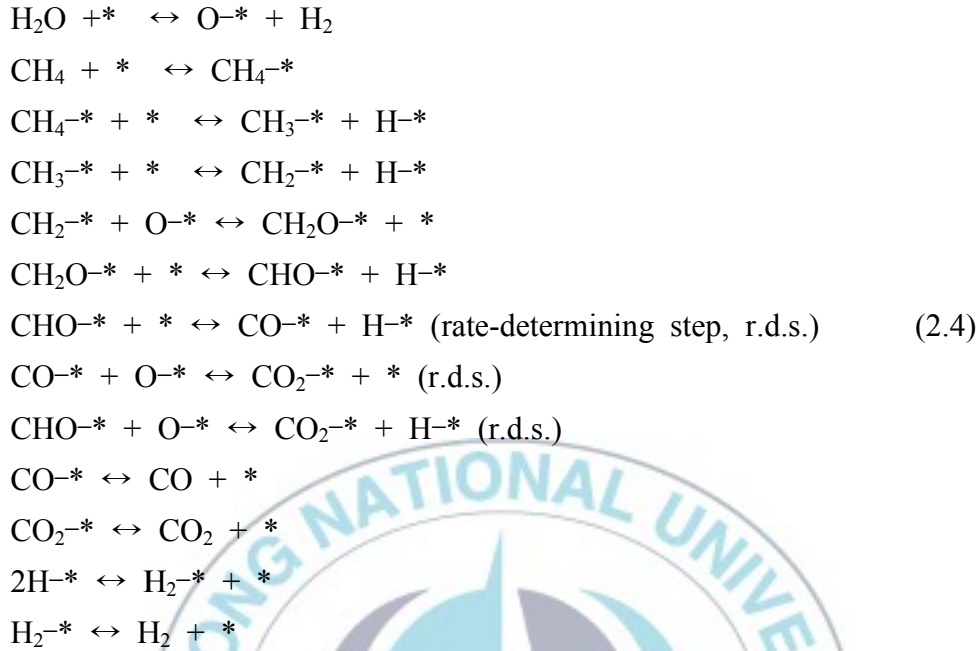 H₂O +* ↔ O–* + H₂
CH₄ + * ↔ CH₄–*
CH₄–* + * ↔ CH₃–* + H–*
CH₃–* + * ↔ CH₂–* + H–*
CH₂–* + O–* ↔ CH₂O–* + *
CH₂O–* + * ↔ CHO–* + H–*
CHO–* + * ↔ CO–* + H–* (rate-determining step, r.d.s.) (2.4)
CO–* + O–* ↔ CO₂–* + * (r.d.s.)
CHO–* + O–* ↔ CO₂–* + H–* (r.d.s.)
CO–* ↔ CO + *
CO₂–* ↔ CO₂ + *
2H–* ↔ H₂–* + *
H₂–* ↔ H₂ + *
NATIONAL